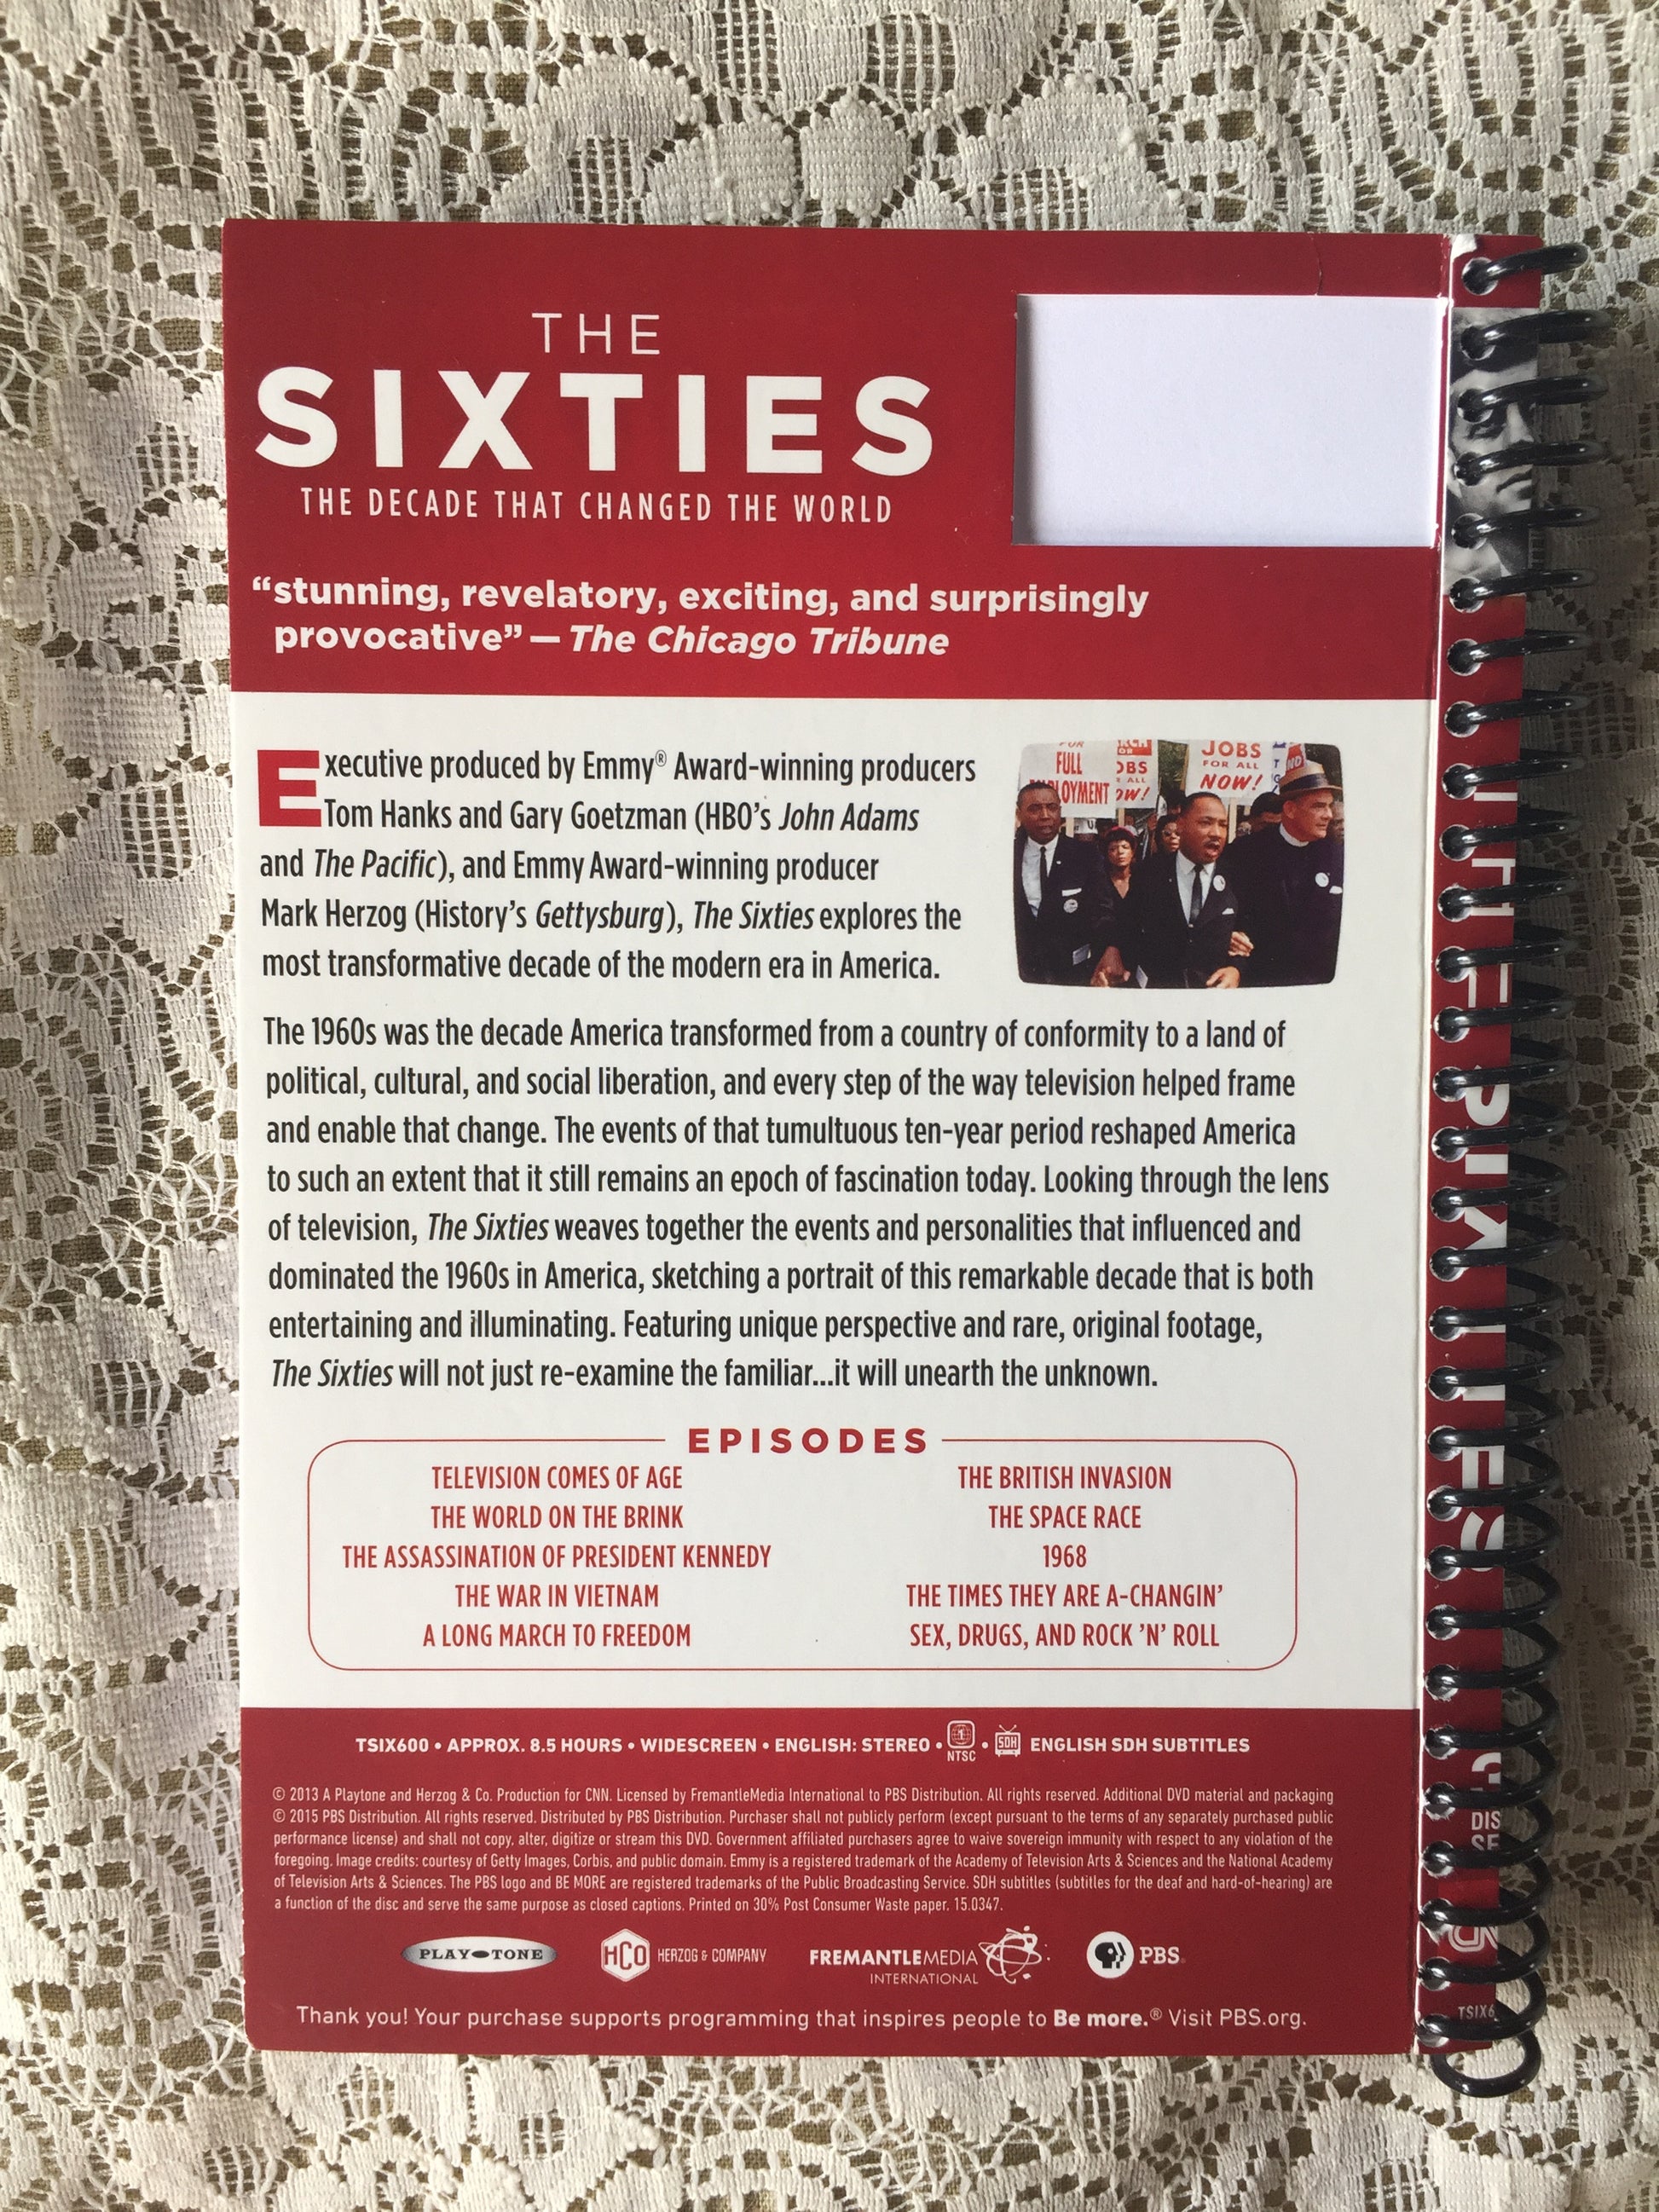 THE
SIXTIES
THE DECADE THAT CHANGED THE WORLD
“stunning, revelatory, exciting, and surprisingly
provocative” — The Chicago Tribune
Executive produced by Emmy® Award-winning producers
Tom Hanks and Gary Goetzman (HBO’s John Adams
and The Pacific), and Emmy Award-winning producer
Mark Herzog (History’s Gettysburg), The Sixties explores the
most transformative decade of the modern era in America.
FULL
JOBS
FOR ALL
NOW!
The 1960s was the decade America transformed from a country of conformity to a land of
political, cultural, and social liberation, and every step of the way television helped frame
and enable that change. The events of that tumultuous ten-year period reshaped America
to such an extent that it still remains an epoch of fascination today. Looking through the lens
of television, The Sixties weaves together the events and personalities that influenced and
dominated the 1960s in America, sketching a portrait of this remarkable decade that is both
entertaining and illuminating. Featuring unique perspective and rare, original footage,
The Sixties will not just re-examine the familiar...it will unearth the unknown.
EPISODES
TELEVISION COMES OF AGE
THE WORLD ON THE BRINK
THE ASSASSINATION OF PRESIDENT KENNEDY
THE WAR IN VIETNAM
A LONG MARCH TO FREEDOM
THE BRITISH INVASION
THE SPACE RACE
1968
THE TIMES THEY ARE A-CHANGIN’
SEX, DRUGS, AND ROCK ’N’ ROLL
TSIX600 • APPROX. 8.5 HOURS • WIDESCREEN • ENGLISH: STEREO • NTSC • SDH ENGLISH SDH SUBTITLES
© 2013 A Playtone and Herzog & Co. Production for CNN. Licensed by FremantleMedia International to PBS Distribution. All rights reserved. Additional DVD material and packaging
© 2015 PBS Distribution. All rights reserved. Distributed by PBS Distribution. Purchaser shall not publicly perform (except pursuant to the terms of any separately purchased public
performance license) and shall not copy, alter, digitize or stream this DVD. Government affiliated purchasers agree to waive sovereign immunity with respect to any violation of the
foregoing. Image credits: courtesy of Getty Images, Corbis, and public domain. Emmy is a registered trademark of the Academy of Television Arts & Sciences and the National Academy
of Television Arts & Sciences. The PBS logo and BE MORE are registered trademarks of the Public Broadcasting Service. SDH subtitles (subtitles for the deaf and hard-of-hearing) are
a function of the disc and serve the same purpose as closed captions. Printed on 30% Post Consumer Waste paper. 15.0347.
PLAY-TONE
HCO HERZOG & COMPANY
FREMANTLEMEDIA
INTERNATIONAL
PBS
Thank you! Your purchase supports programming that inspires people to Be more.® Visit PBS.org.
THE SIXTIES
TSIX6